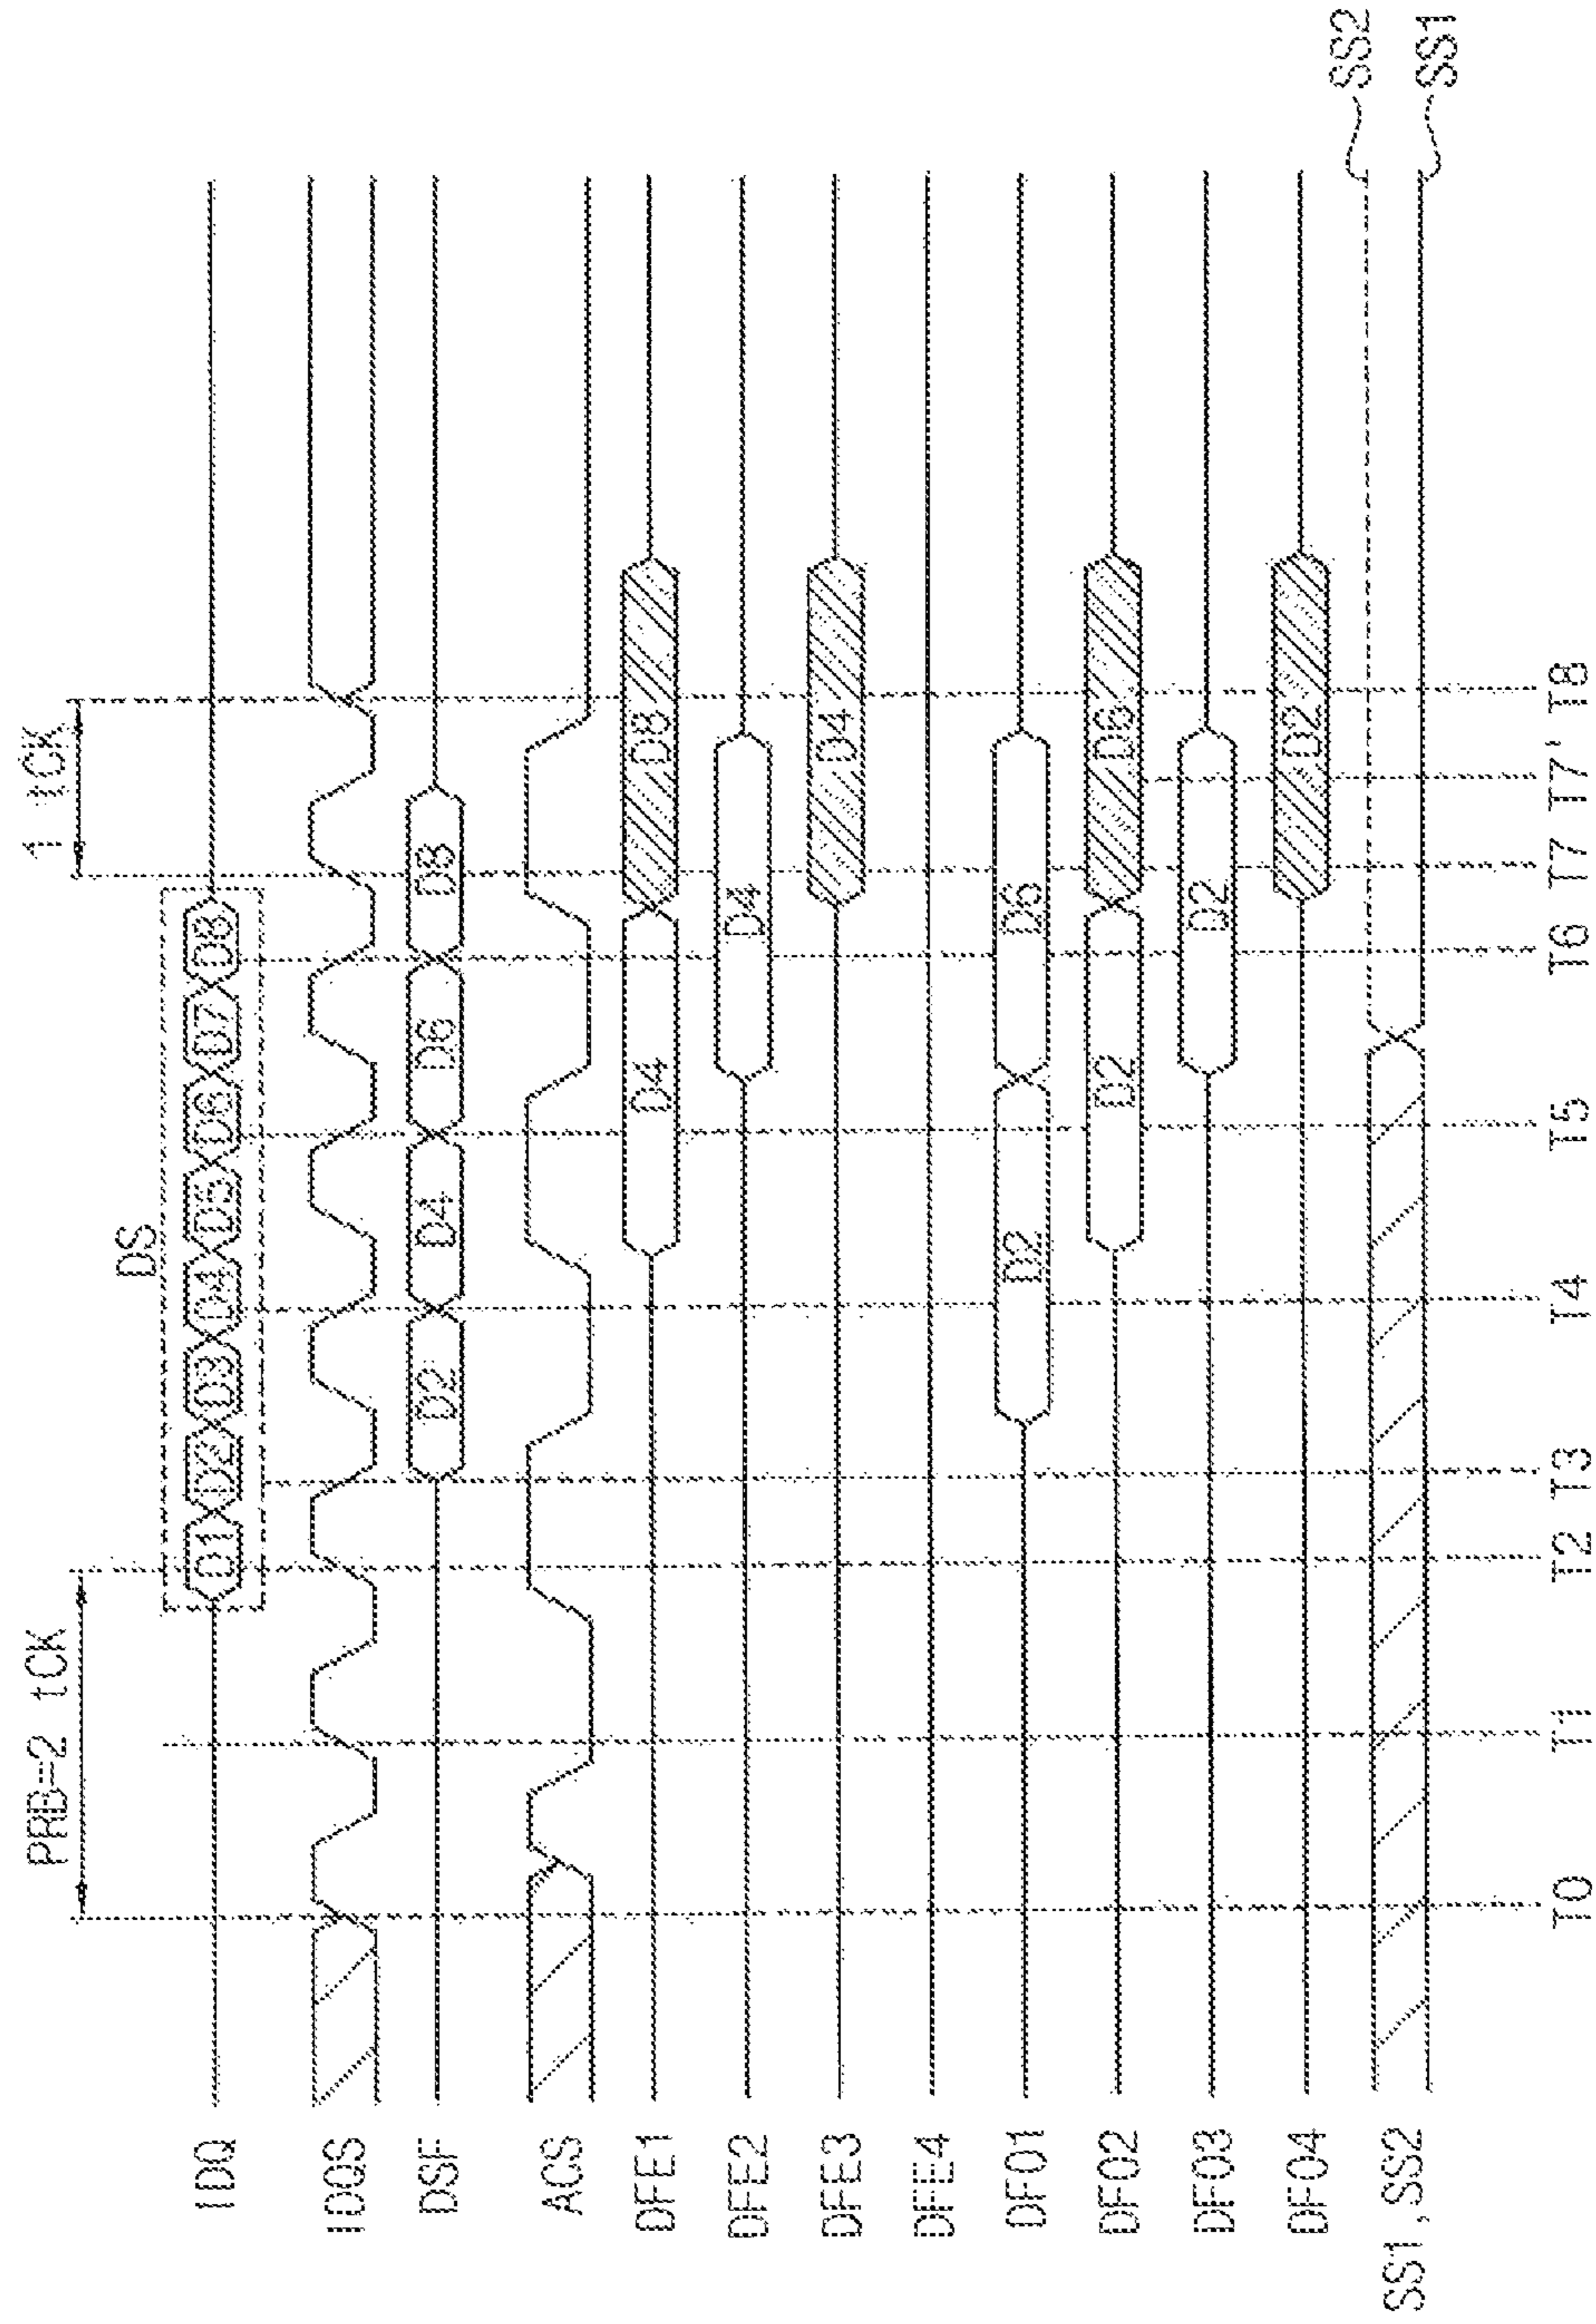 PRB=2 tCK
1 tCK
DS
IDQ
D1 D2 D3 D4 D5 D6 D7 D8
IDQS
DSF
D2 D4 D6 D8
ACS
DFE1
D4 D8
DFE2
D4
DFE3
D4
DFE4
DFO1
D2 D6
DFO2
D2 D6
DFO3
D2
DFO4
D2
SS1,SS2
SS2
SS1
T0 T1 T2 T3 T4 T5 T6 T7 T7' T8